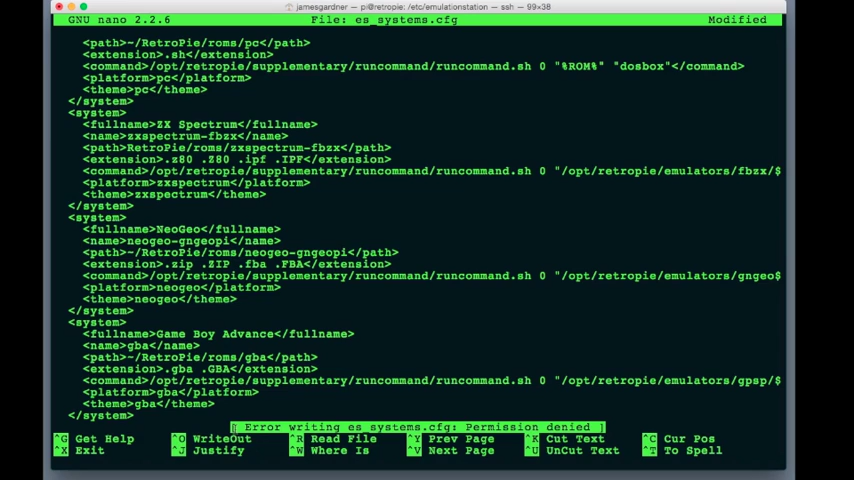 jamesgardner — pi@retropie: /etc/emulationstation — ssh — 99×38
GNU nano 2.2.6 File: es_systems.cfg Modified
<path>~/RetroPie/roms/pc</path>
<extension>.sh</extension>
<command>/opt/retropie/supplementary/runcommand/runcommand.sh 0 "%ROM%" "dosbox"</command>
<platform>pc</platform>
<theme>pc</theme>
</system>
<system>
<fullname>ZX Spectrum</fullname>
<name>zxspectrum-fbzx</name>
<path>RetroPie/roms/zxspectrum-fbzx</path>
<extension>.z80 .Z80 .ipf .IPF</extension>
<command>/opt/retropie/supplementary/runcommand/runcommand.sh 0 "/opt/retropie/emulators/fbzx/$
<platform>zxspectrum</platform>
<theme>zxspectrum</theme>
</system>
<system>
<fullname>NeoGeo</fullname>
<name>neogeo-gngeopi</name>
<path>~/RetroPie/roms/neogeo-gngeopi</path>
<extension>.zip .ZIP .fba .FBA</extension>
<command>/opt/retropie/supplementary/runcommand/runcommand.sh 0 "/opt/retropie/emulators/gngeo$
<platform>neogeo</platform>
<theme>neogeo</theme>
</system>
<system>
<fullname>Game Boy Advance</fullname>
<name>gba</name>
<path>~/RetroPie/roms/gba</path>
<extension>.gba .GBA</extension>
<command>/opt/retropie/supplementary/runcommand/runcommand.sh 0 "/opt/retropie/emulators/gpsp/$
<platform>gba</platform>
<theme>gba</theme>
</system>
[ Error writing es_systems.cfg: Permission denied ]
^G Get Help ^O WriteOut ^R Read File ^Y Prev Page ^K Cut Text ^C Cur Pos
^X Exit ^J Justify ^W Where Is ^V Next Page ^U UnCut Text ^T To Spell